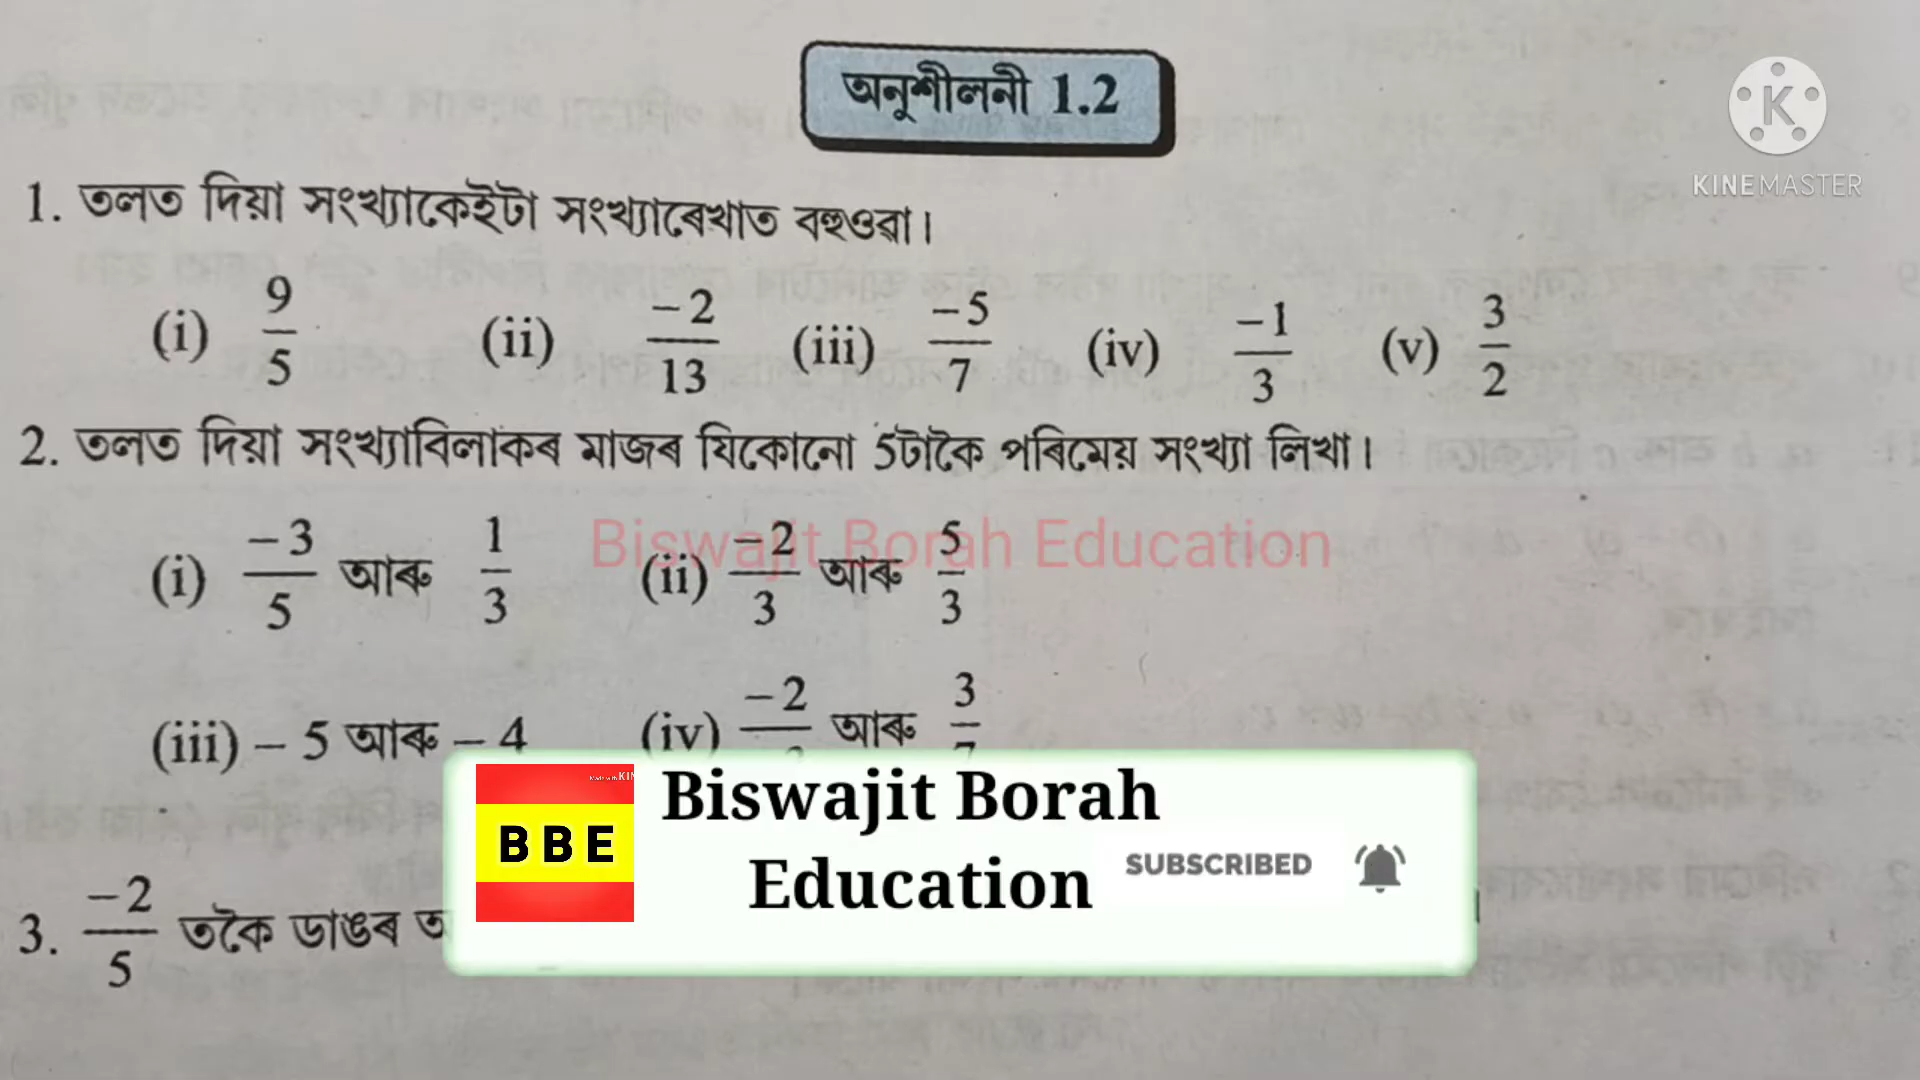 অনুশীলনী 1.2
KINEMASTER
1. তলত দিয়া সংখ্যাকেইটা সংখ্যাৰেখাত বহুওৱা।
(i) 9/5 (ii) -2/13 (iii) -5/7 (iv) -1/3 (v) 3/2
2. তলত দিয়া সংখ্যাবিলাকৰ মাজৰ যিকোনো 5টাকৈ পৰিমেয় সংখ্যা লিখা।
Biswajit Borah Education
(i) -3/5 আৰু 1/3 (ii) -2/3 আৰু 5/3
(iii) – 5 আৰু – 4 (iv) -2 আৰু 3
3. -2/5 তকৈ ডাঙৰ
BBE
Biswajit Borah
Education
SUBSCRIBED